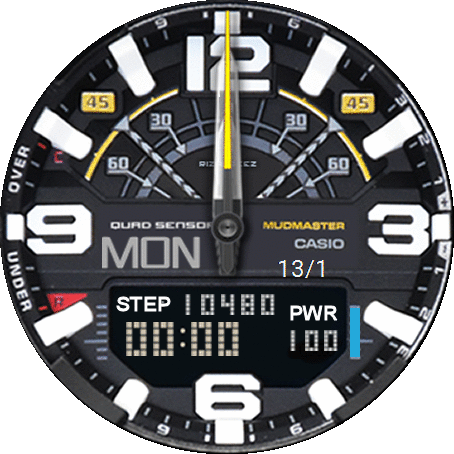 12
45 45
30 30
60 60
OVER
C
9 3
QUAD SENSOR MUDMASTER
CASIO
MON
13/1
UNDER
STEP 10480
PWR
00:00 100
6